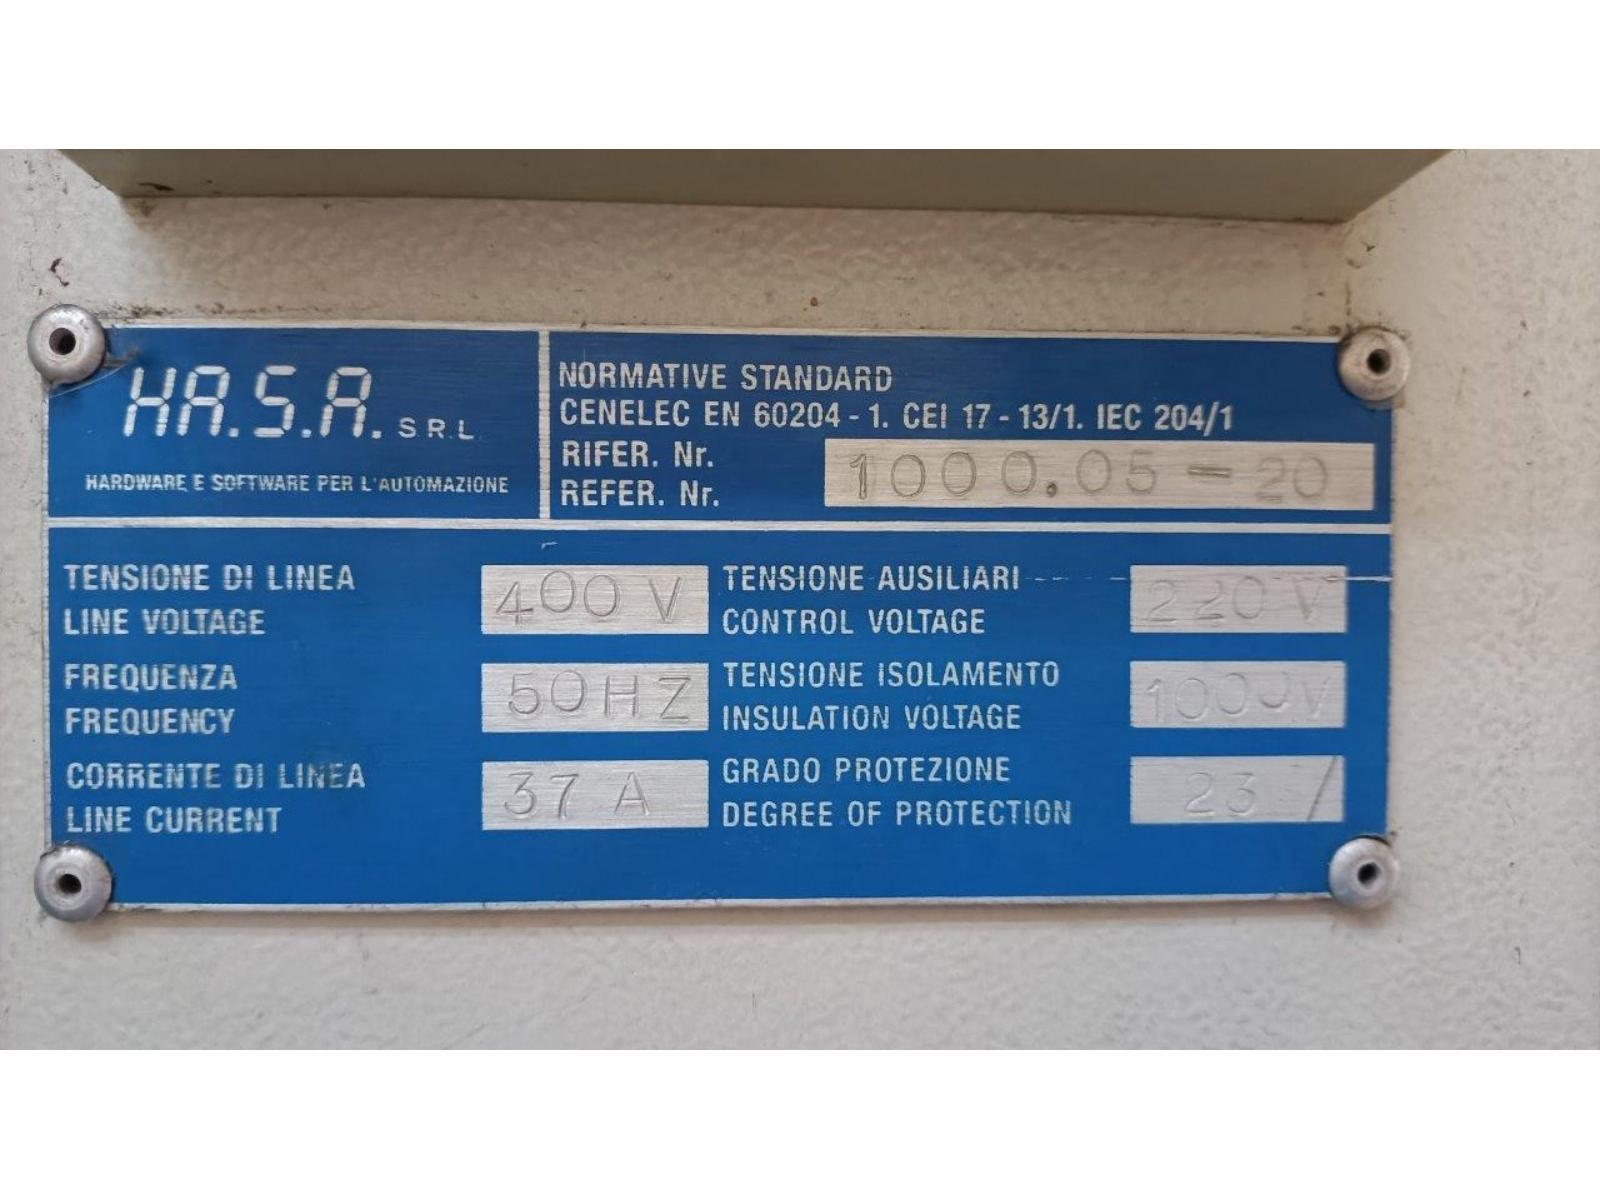 HA.S.A. S.R.L.
HARDWARE E SOFTWARE PER L'AUTOMAZIONE
NORMATIVE STANDARD
CENELEC EN 60204 - 1. CEI 17 - 13/1. IEC 204/1
RIFER. Nr.
REFER. Nr.
1000.05-20
TENSIONE DI LINEA
LINE VOLTAGE
400 V
TENSIONE AUSILIARI
CONTROL VOLTAGE
220V
FREQUENZA
FREQUENCY
50HZ
TENSIONE ISOLAMENTO
INSULATION VOLTAGE
1000V
CORRENTE DI LINEA
LINE CURRENT
37 A
GRADO PROTEZIONE
DEGREE OF PROTECTION
23 /